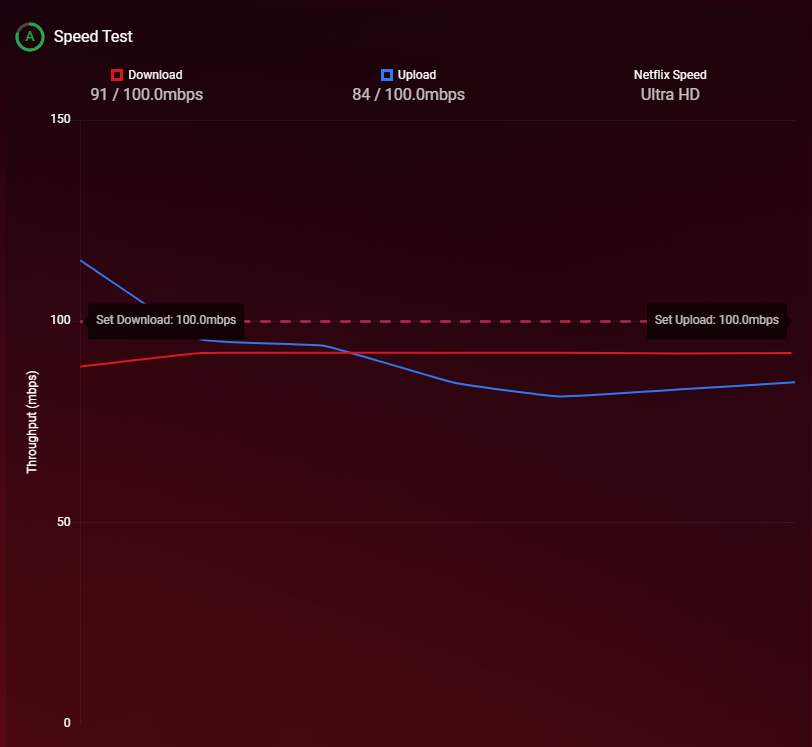 A Speed Test
Download Upload Netflix Speed
91 / 100.0mbps 84 / 100.0mbps Ultra HD
150
100 Set Download: 100.0mbps Set Upload: 100.0mbps
Throughput (mbps)
50
0